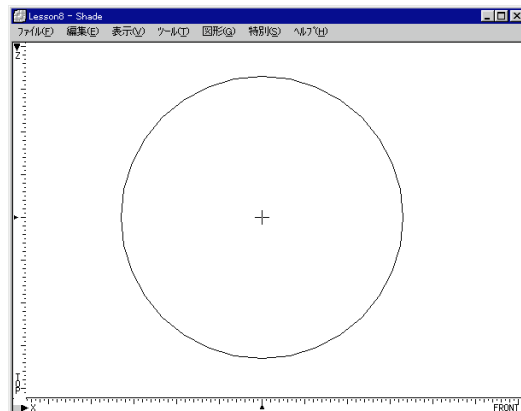 Lesson8 - Shade
ファイル(F) 編集(E) 表示(V) ツール(T) 図形(G) 特別(S) ヘルプ(H)
Z
TOP
X FRONT